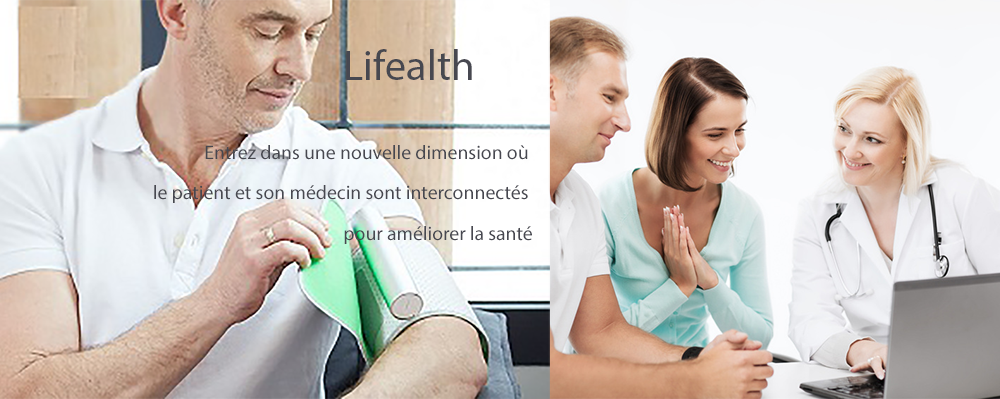 Lifealth
Entrez dans une nouvelle dimension où
le patient et son médecin sont interconnectés
pour améliorer la santé